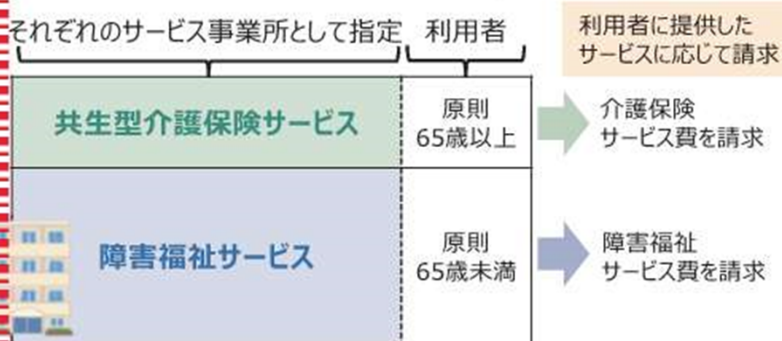 それぞれのサービス事業所として指定
利用者
利用者に提供した
サービスに応じて請求
共生型介護保険サービス
原則
65歳以上
介護保険
サービス費を請求
障害福祉サービス
原則
65歳未満
障害福祉
サービス費を請求